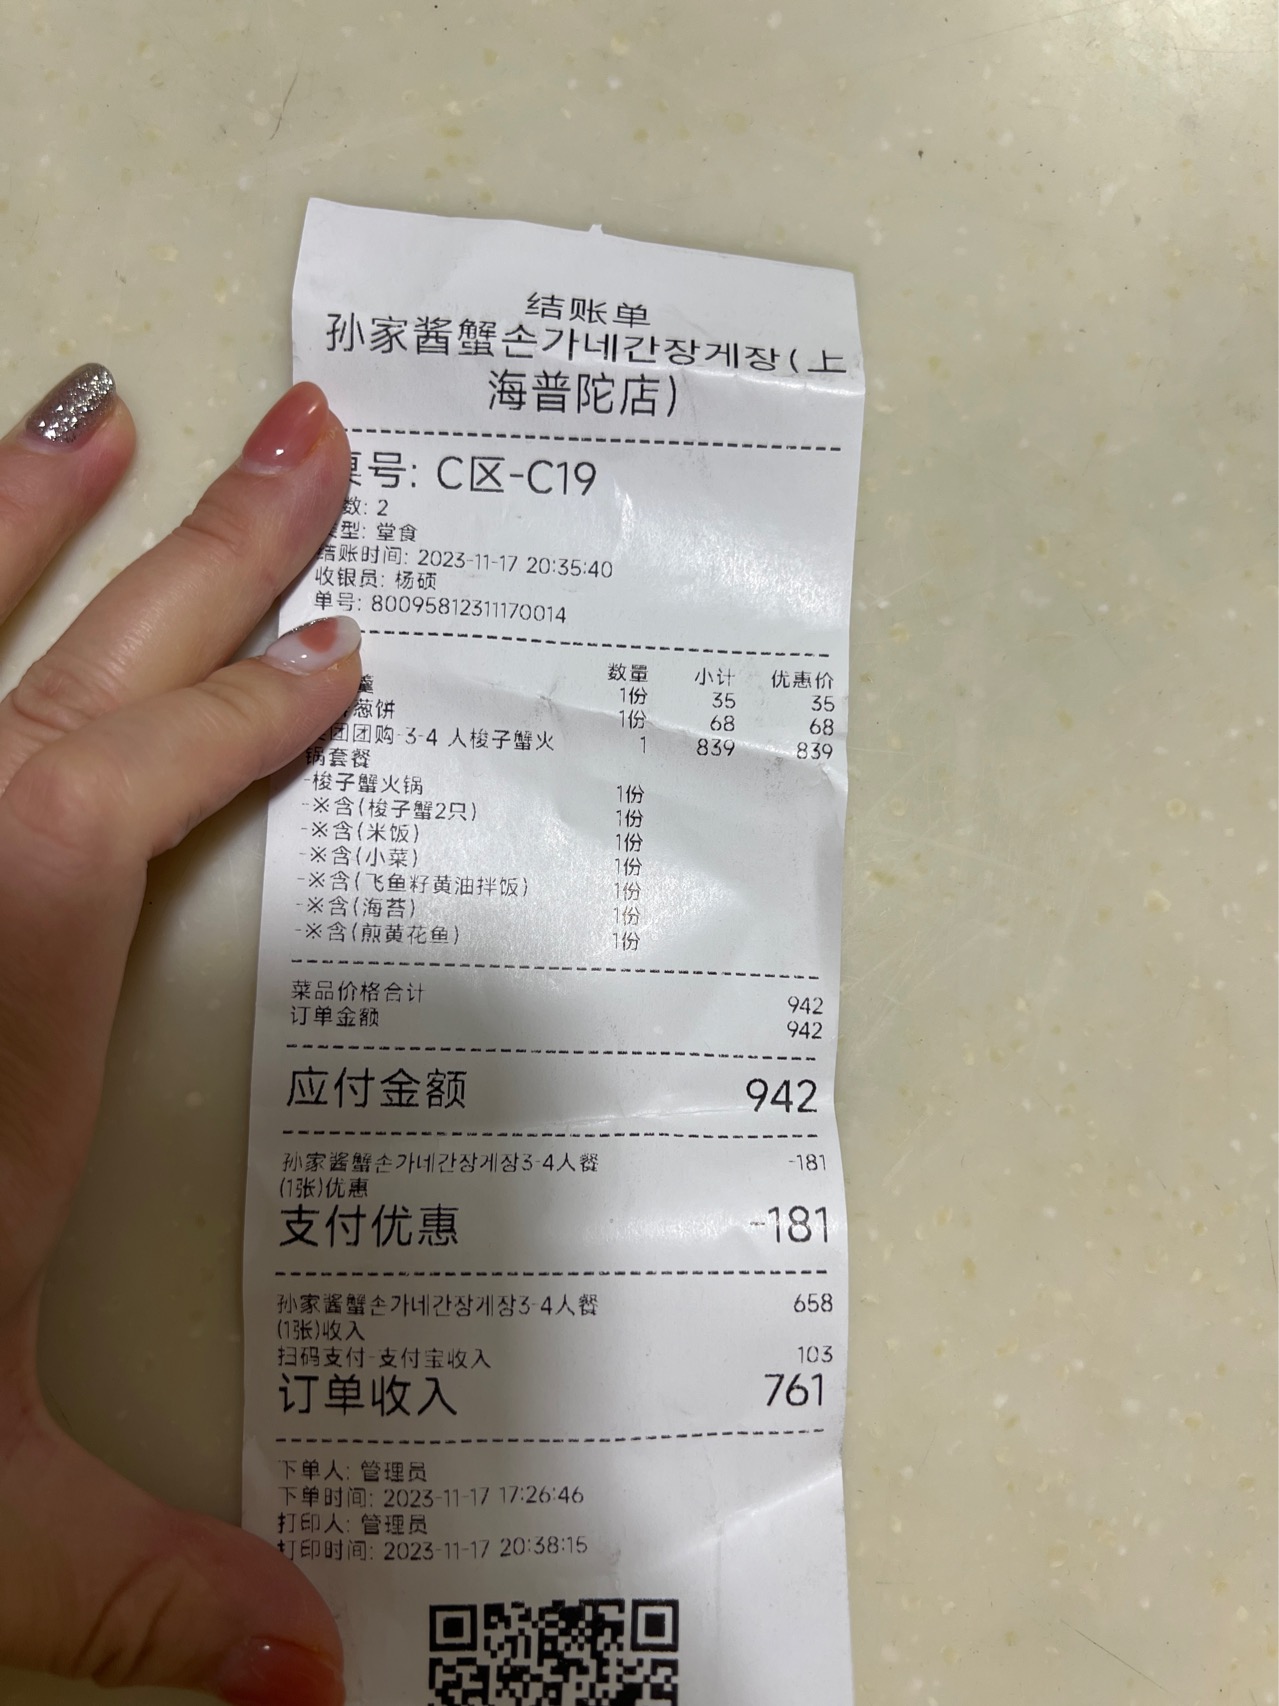 结账单
孙家酱蟹손가네간장게장(上
海普陀店)
号: C区-C19
数: 2
型: 堂食
结账时间: 2023-11-17 20:35:40
收银员: 杨硕
单号: 80095812311170014
数量 小计 优惠价
1份 35 35
葱饼 1份 68 68
团团购-3-4 人梭子蟹火 1 839 839
锅套餐
-梭子蟹火锅 1份
-※含(梭子蟹2只) 1份
-※含(米饭) 1份
-※含(小菜) 1份
-※含(飞鱼籽黄油拌饭) 1份
-※含(海苔) 1份
-※含(煎黄花鱼) 1份
菜品价格合计 942
订单金额 942
应付金额 942
孙家酱蟹손가네간장게장3-4人餐 -181
(1张)优惠
支付优惠 -181
孙家酱蟹손가네간장게장3-4人餐 658
(1张)收入
扫码支付-支付宝收入 103
订单收入 761
下单人: 管理员
下单时间: 2023-11-17 17:26:46
打印人: 管理员
打印时间: 2023-11-17 20:38:15